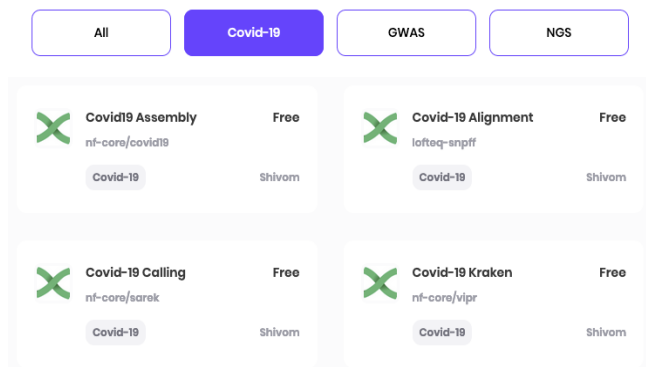 All
Covid-19
GWAS
NGS
Covid19 Assembly
Free
nf-core/covid19
Covid-19
Shivom
Covid-19 Alignment
Free
lofteq-snpff
Covid-19
Shivom
Covid-19 Calling
Free
nf-core/sarek
Covid-19
Shivom
Covid-19 Kraken
Free
nf-core/vipr
Covid-19
Shivom